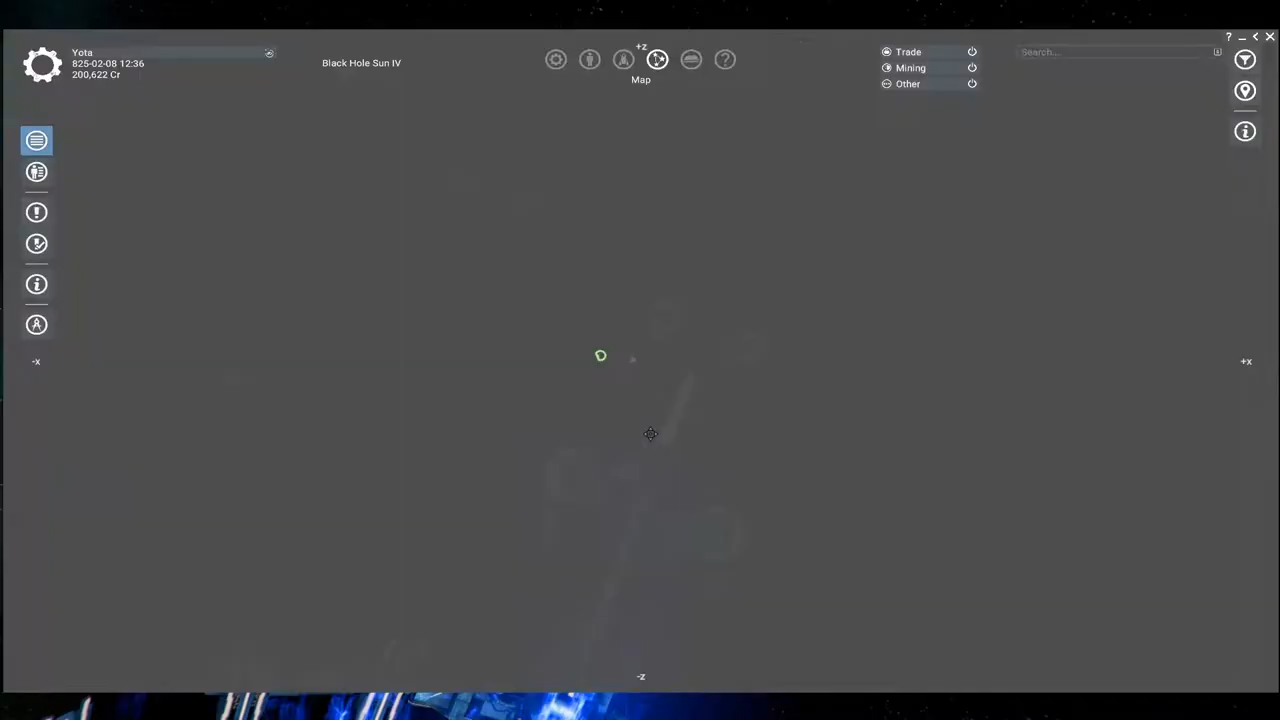 Yota
825-02-08 12:36
200,622 Cr
Black Hole Sun IV
+z
Map
Trade
Mining
Other
Search...
-x
+x
-z